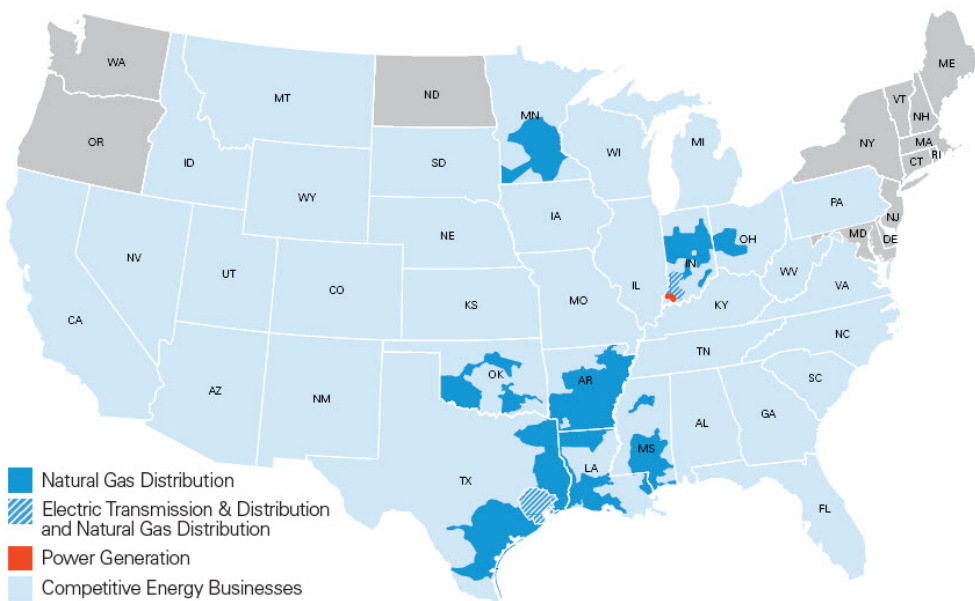 WA
MT
ND
MN
ME
VT
NH
OR
ID
SD
WI
MI
NY
MA
CT
RI
WY
IA
PA
NJ
NE
OH
MD
DE
NV
UT
CO
IL
IN
WV
VA
CA
KS
MO
KY
NC
TN
AZ
NM
OK
AR
SC
MS
AL
GA
TX
LA
FL
Natural Gas Distribution
Electric Transmission & Distribution
and Natural Gas Distribution
Power Generation
Competitive Energy Businesses